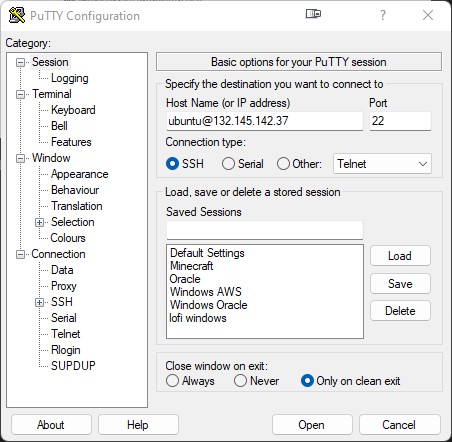 PuTTY Configuration
?
Category:
Session
Logging
Terminal
Keyboard
Bell
Features
Window
Appearance
Behaviour
Translation
Selection
Colours
Connection
Data
Proxy
SSH
Serial
Telnet
Rlogin
SUPDUP
Basic options for your PuTTY session
Specify the destination you want to connect to
Host Name (or IP address) Port
ubuntu@132.145.142.37 22
Connection type:
SSH Serial Other: Telnet
Load, save or delete a stored session
Saved Sessions
Default Settings
Minecraft
Oracle
Windows AWS
Windows Oracle
lofi windows
Load
Save
Delete
Close window on exit:
Always Never Only on clean exit
About Help Open Cancel